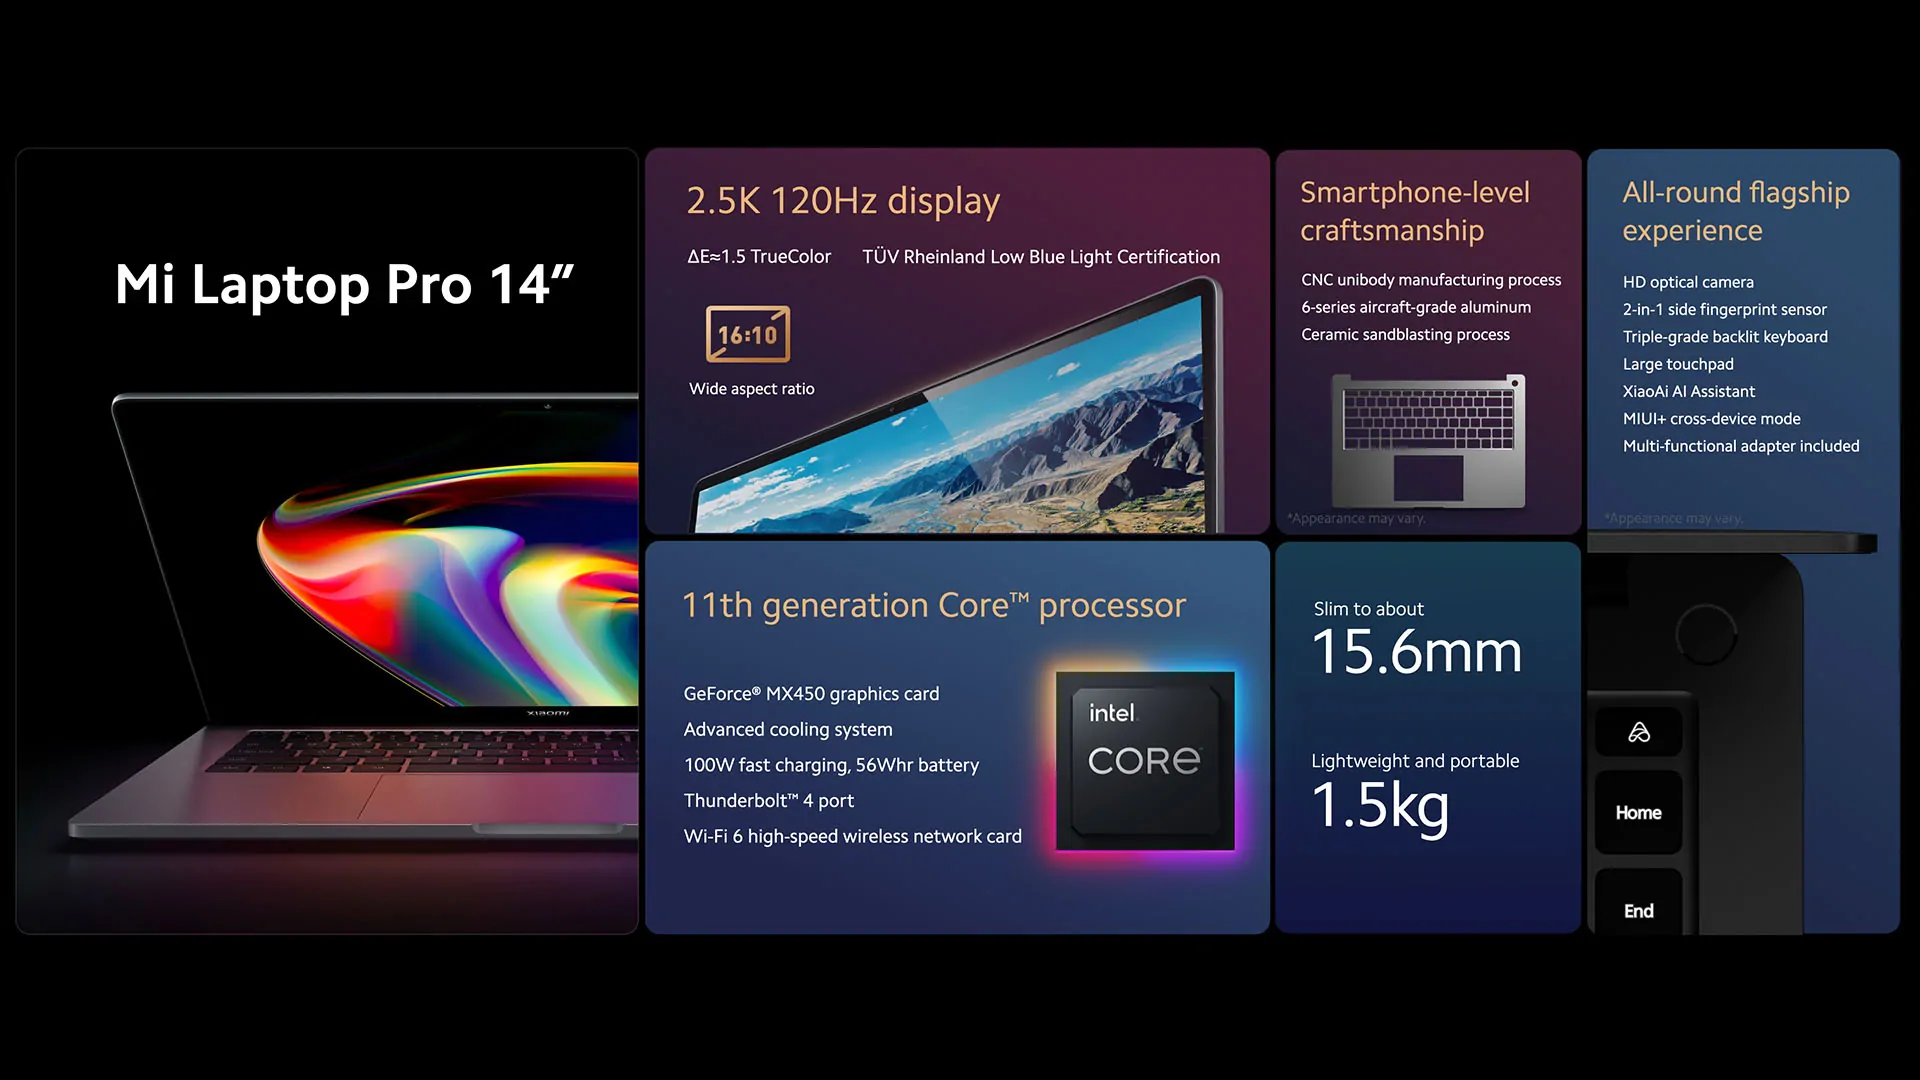 Mi Laptop Pro 14”
xiaomi
2.5K 120Hz display
ΔE≈1.5 TrueColor
TÜV Rheinland Low Blue Light Certification
16:10
Wide aspect ratio
11th generation Core™ processor
GeForce® MX450 graphics card
Advanced cooling system
100W fast charging, 56Whr battery
Thunderbolt™ 4 port
Wi-Fi 6 high-speed wireless network card
intel.
CORE™
Smartphone-level
craftsmanship
CNC unibody manufacturing process
6-series aircraft-grade aluminum
Ceramic sandblasting process
*Appearance may vary.
Slim to about
15.6mm
Lightweight and portable
1.5kg
All-round flagship
experience
HD optical camera
2-in-1 side fingerprint sensor
Triple-grade backlit keyboard
Large touchpad
XiaoAi AI Assistant
MIUI+ cross-device mode
Multi-functional adapter included
*Appearance may vary.
Home
End